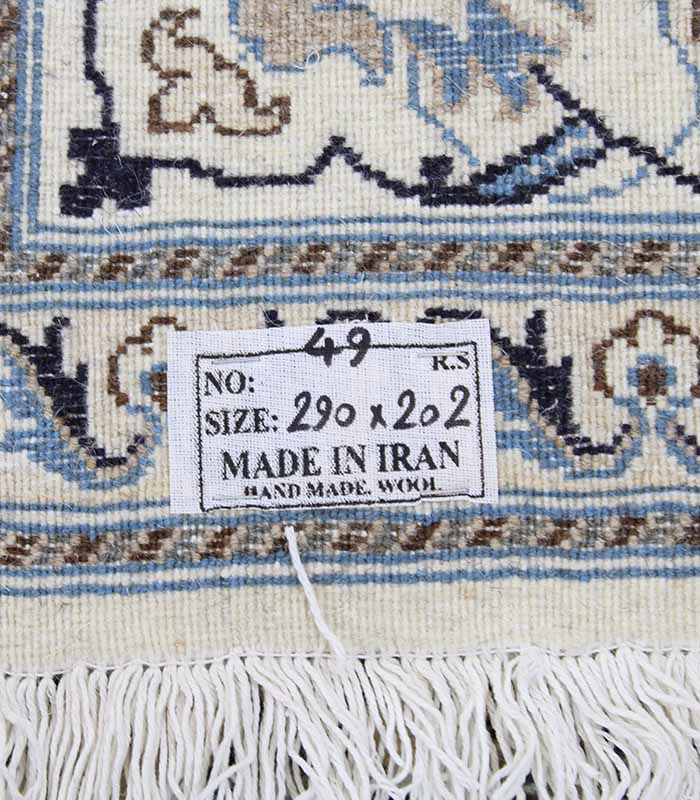 49
R.S
NO:
SIZE: 290 x 202
MADE IN IRAN
HAND MADE. WOOL